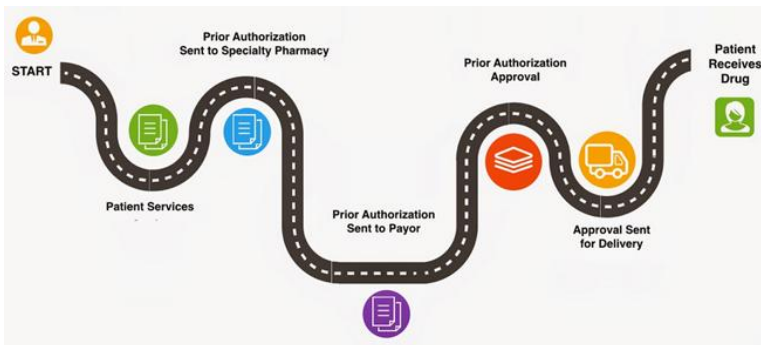 START
Patient Services
Prior Authorization
Sent to Specialty Pharmacy
Prior Authorization
Sent to Payor
Prior Authorization
Approval
Approval Sent
for Delivery
Patient
Receives
Drug